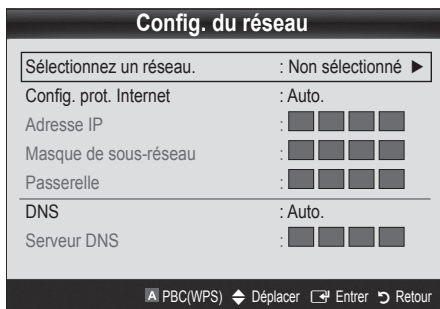 Config. du réseau
Sélectionnez un réseau. : Non sélectionné ►
Config. prot. Internet : Auto.
Adresse IP :
Masque de sous-réseau :
Passerelle :
DNS : Auto.
Serveur DNS :
A PBC(WPS) Déplacer Entrer Retour